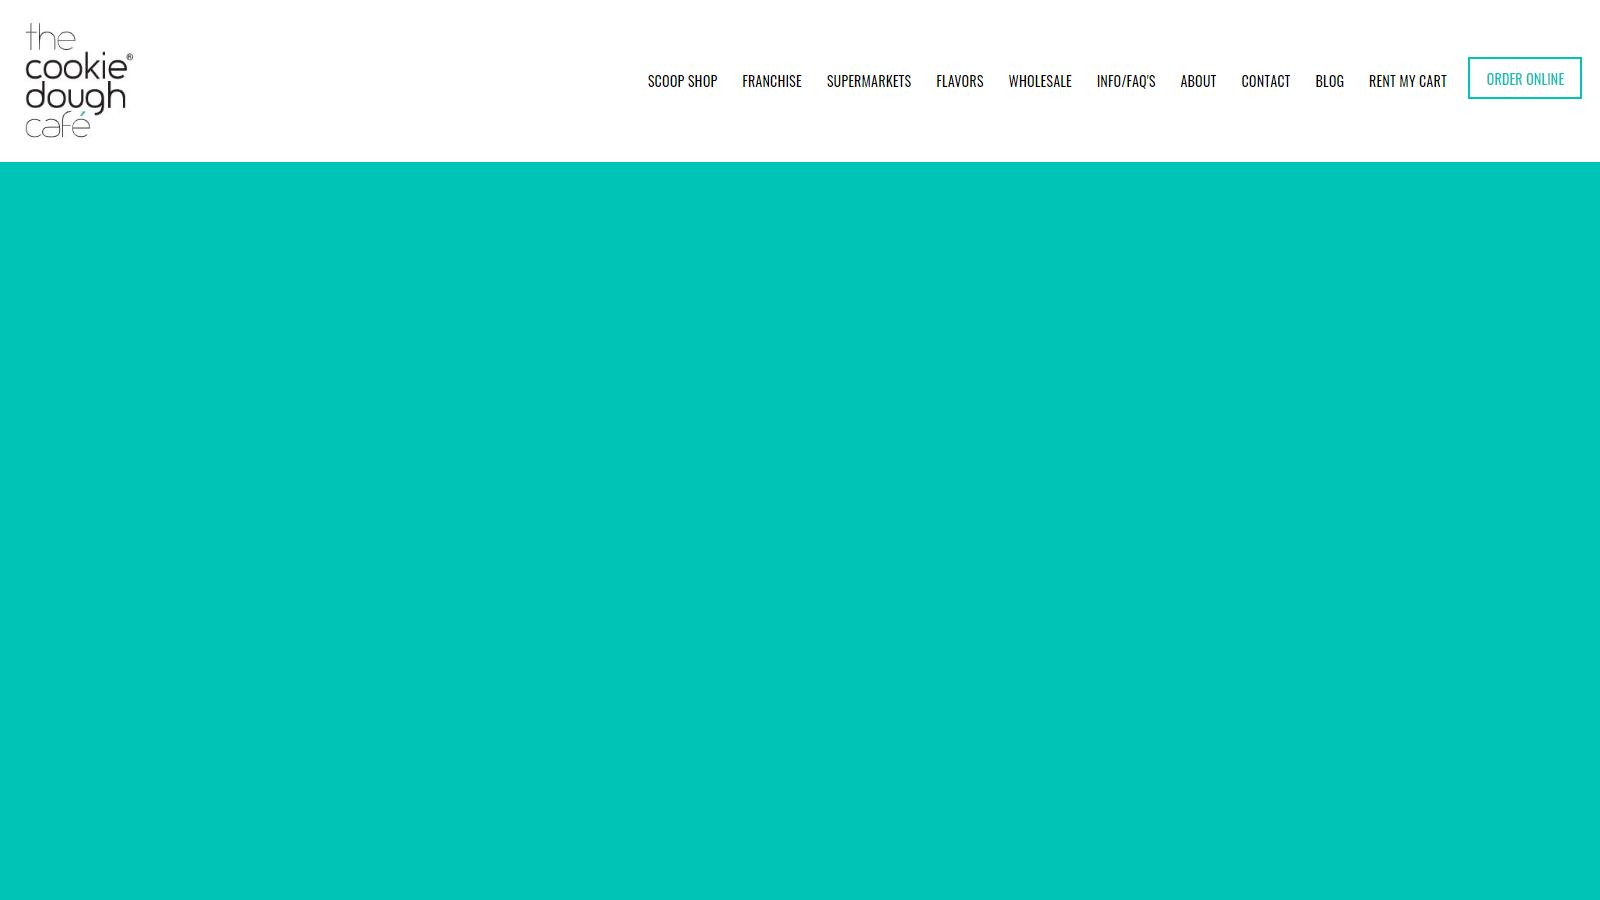 the
cookie®
dough
café
SCOOP SHOP FRANCHISE SUPERMARKETS FLAVORS WHOLESALE INFO/FAQ'S ABOUT CONTACT BLOG RENT MY CART ORDER ONLINE